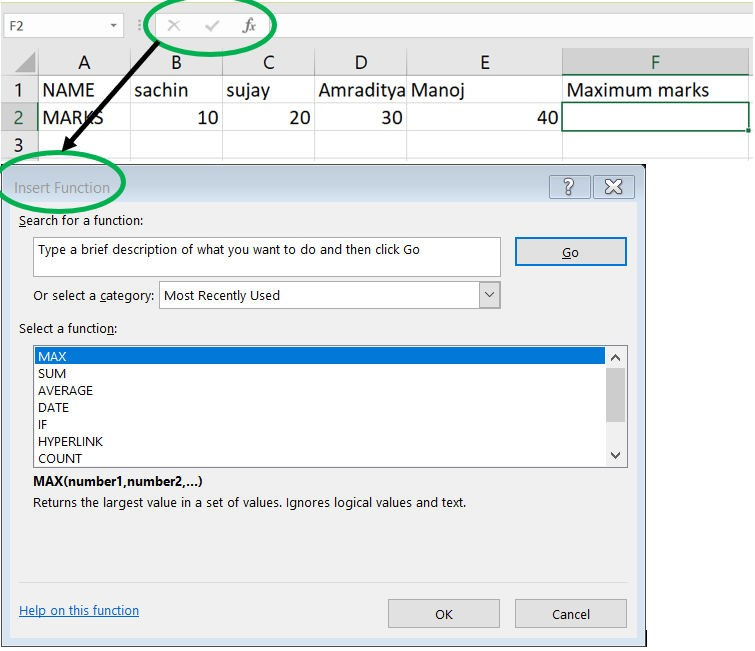 F2 fx
A B C D E F
1 NAME sachin sujay Amraditya Manoj Maximum marks
2 MARKS 10 20 30 40
3
Insert Function ?
Search for a function:
Type a brief description of what you want to do and then click Go
Go
Or select a category: Most Recently Used
Select a function:
MAX
SUM
AVERAGE
DATE
IF
HYPERLINK
COUNT
MAX(number1,number2,...)
Returns the largest value in a set of values. Ignores logical values and text.
Help on this function
OK Cancel